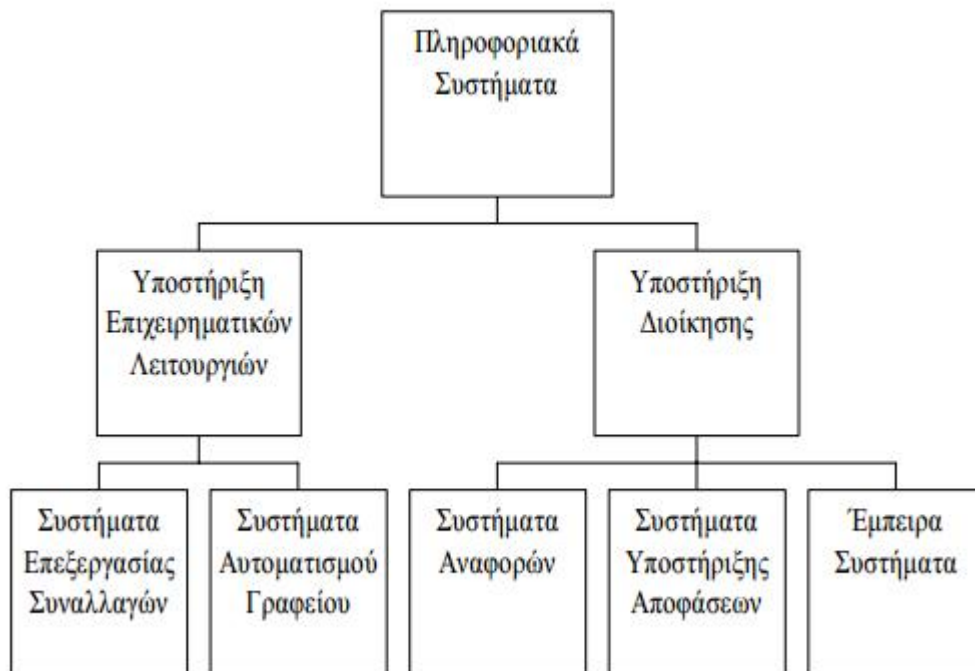 Πληροφοριακά
Συστήματα
Υποστήριξη
Επιχειρηματικών
Λειτουργιών
Υποστήριξη
Διοίκησης
Συστήματα
Επεξεργασίας
Συναλλαγών
Συστήματα
Αυτοματισμού
Γραφείου
Συστήματα
Αναφορών
Συστήματα
Υποστήριξης
Αποφάσεων
Έμπειρα
Συστήματα